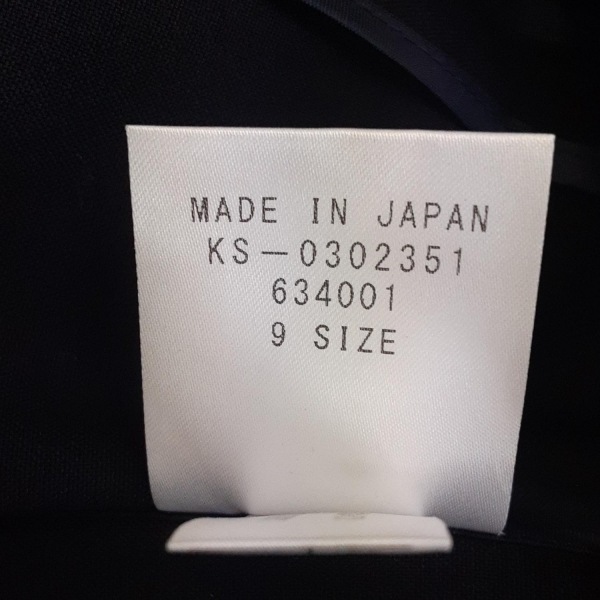 MADE IN JAPAN
KS-0302351
634001
9 SIZE